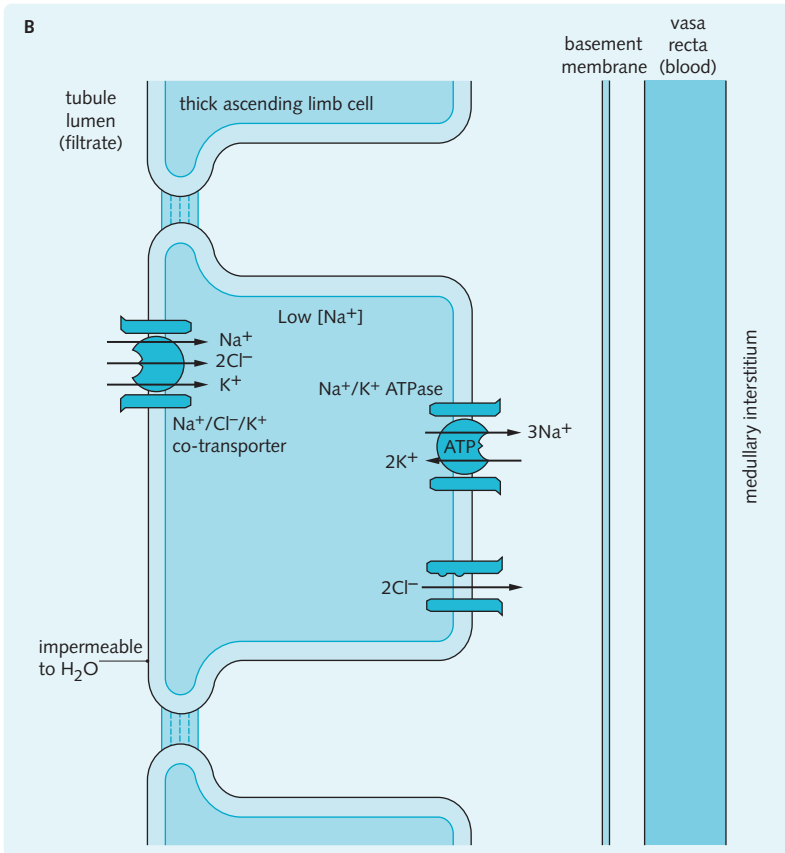 B
tubule
lumen
(filtrate)
thick ascending limb cell
basement
membrane
vasa
recta
(blood)
Low [Na⁺]
Na⁺
2Cl⁻
K⁺
Na⁺/Cl⁻/K⁺
co-transporter
Na⁺/K⁺ ATPase
ATP
3Na⁺
2K⁺
2Cl⁻
impermeable
to H₂O
medullary interstitium